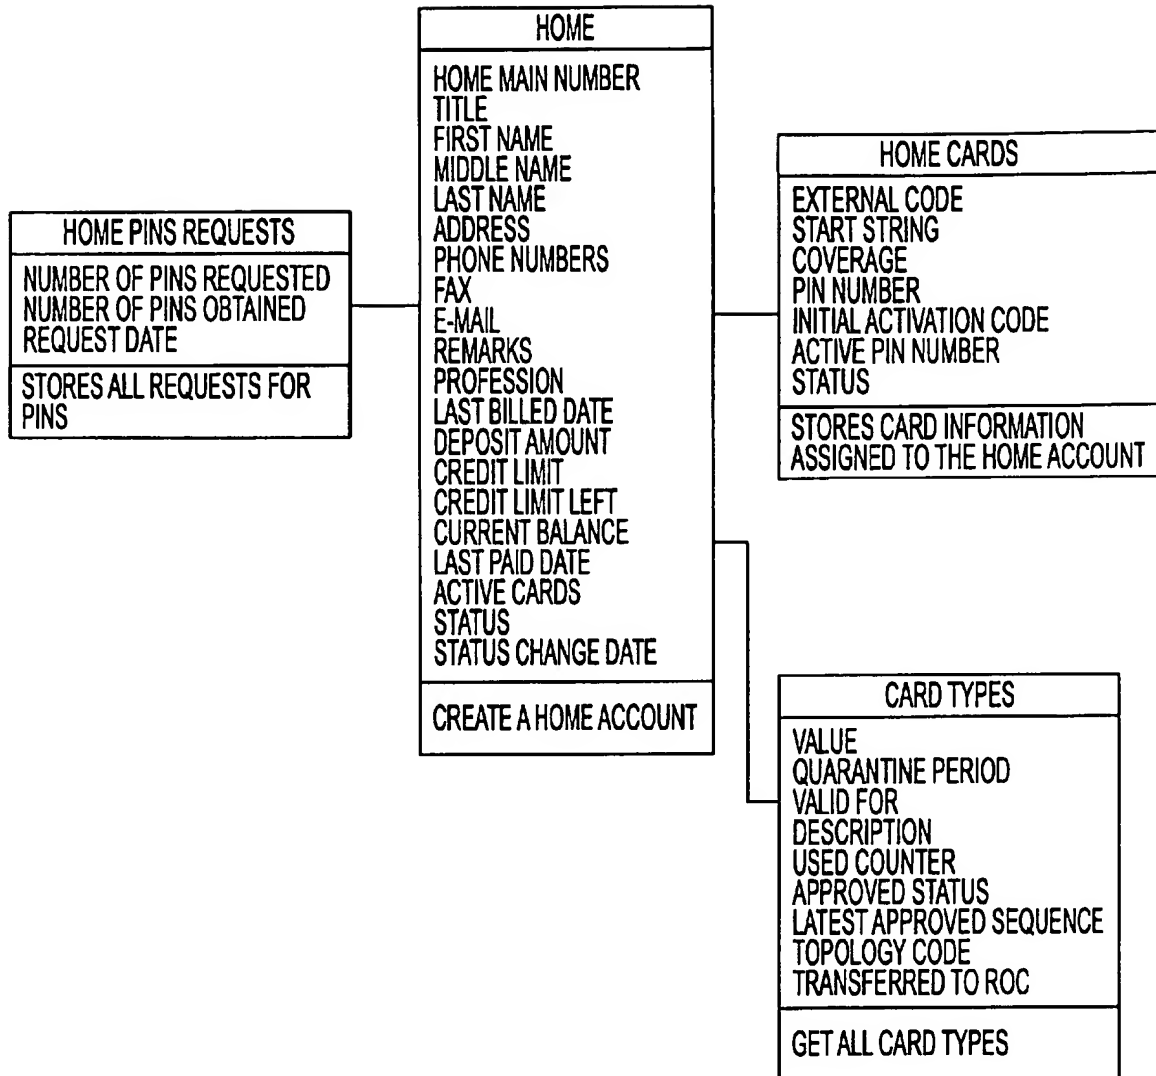 HOME
HOME MAIN NUMBER
TITLE
FIRST NAME
MIDDLE NAME
LAST NAME
ADDRESS
PHONE NUMBERS
FAX
E-MAIL
REMARKS
PROFESSION
LAST BILLED DATE
DEPOSIT AMOUNT
CREDIT LIMIT
CREDIT LIMIT LEFT
CURRENT BALANCE
LAST PAID DATE
ACTIVE CARDS
STATUS
STATUS CHANGE DATE
CREATE A HOME ACCOUNT
HOME PINS REQUESTS
NUMBER OF PINS REQUESTED
NUMBER OF PINS OBTAINED
REQUEST DATE
STORES ALL REQUESTS FOR
PINS
HOME CARDS
EXTERNAL CODE
START STRING
COVERAGE
PIN NUMBER
INITIAL ACTIVATION CODE
ACTIVE PIN NUMBER
STATUS
STORES CARD INFORMATION
ASSIGNED TO THE HOME ACCOUNT
CARD TYPES
VALUE
QUARANTINE PERIOD
VALID FOR
DESCRIPTION
USED COUNTER
APPROVED STATUS
LATEST APPROVED SEQUENCE
TOPOLOGY CODE
TRANSFERRED TO ROC
GET ALL CARD TYPES